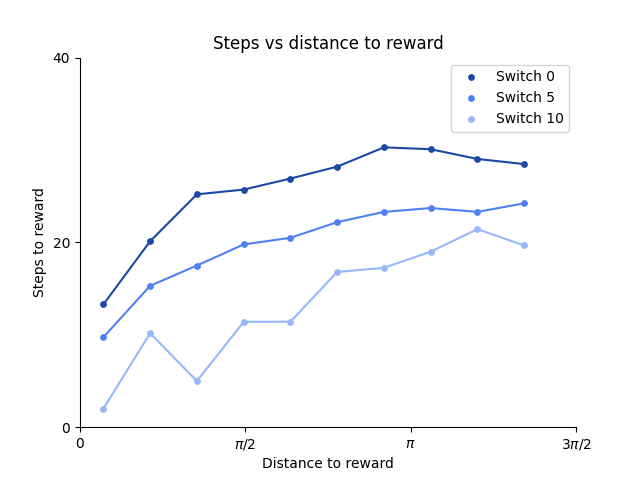 Steps vs distance to reward
Switch 0
Switch 5
Switch 10
40
20
0
Steps to reward
0 π/2 π 3π/2
Distance to reward